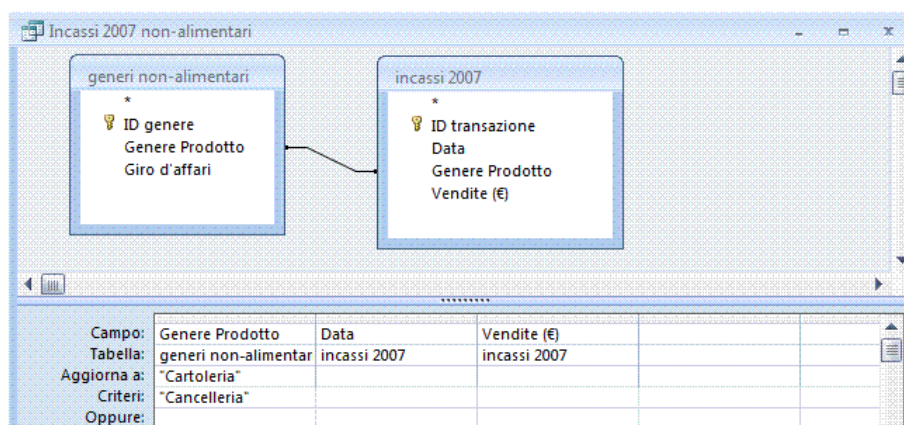 Incassi 2007 non-alimentari
generi non-alimentari
*
ID genere
Genere Prodotto
Giro d'affari
incassi 2007
*
ID transazione
Data
Genere Prodotto
Vendite (€)
Campo: Genere Prodotto Data Vendite (€)
Tabella: generi non-alimentar incassi 2007 incassi 2007
Aggiorna a: "Cartoleria"
Criteri: "Cancelleria"
Oppure: